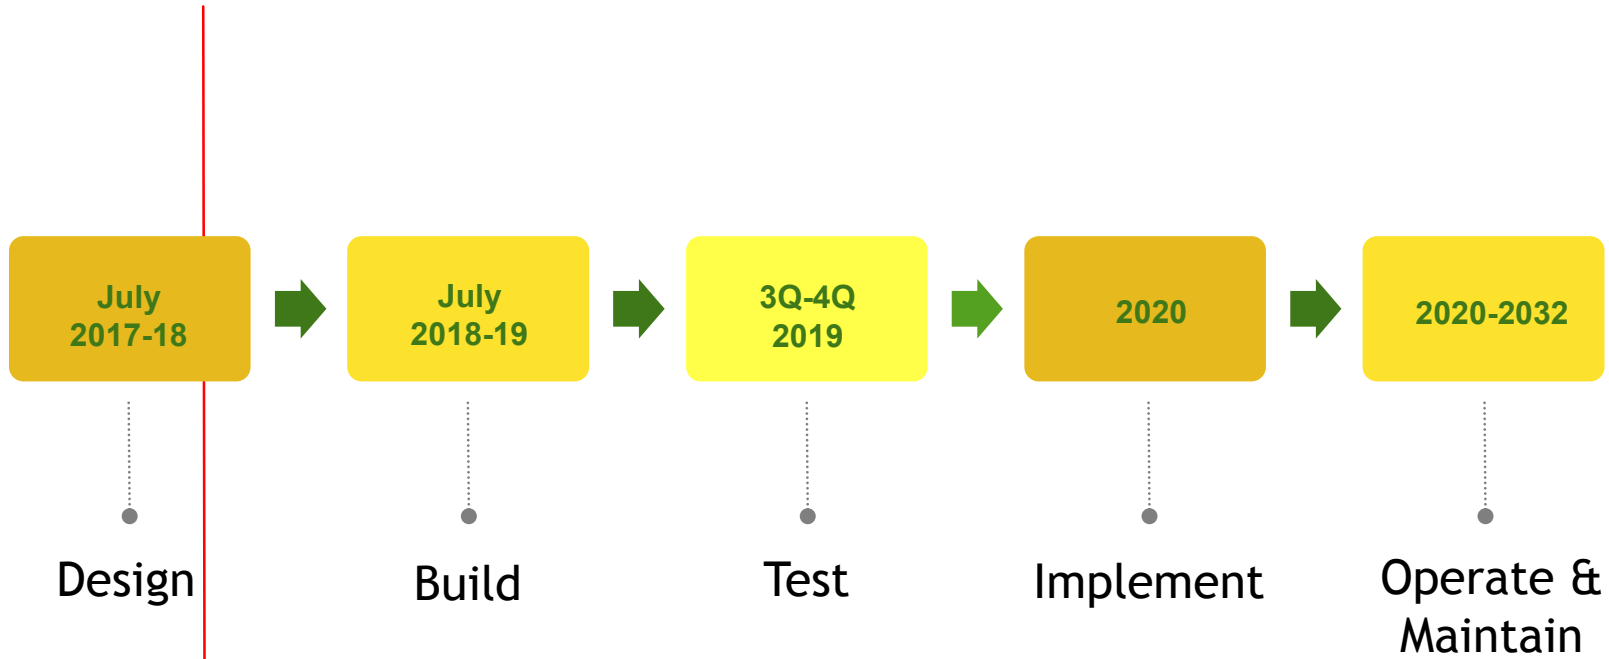 July
2017-18
July
2018-19
3Q-4Q
2019
2020
2020-2032
Design
Build
Test
Implement
Operate &
Maintain